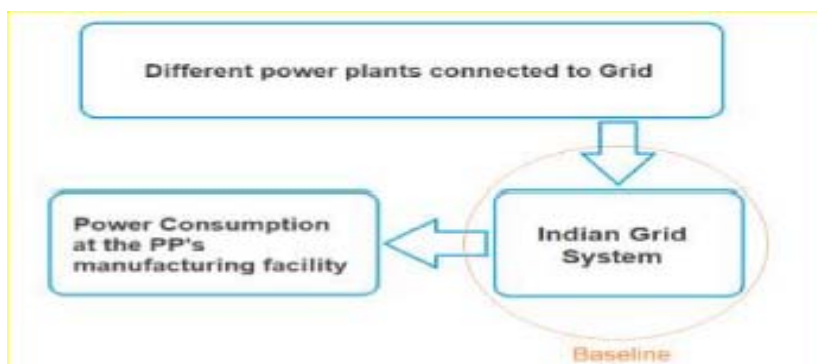 Different power plants connected to Grid
Power Consumption
at the PP's
manufacturing facility
Indian Grid
System
Baseline